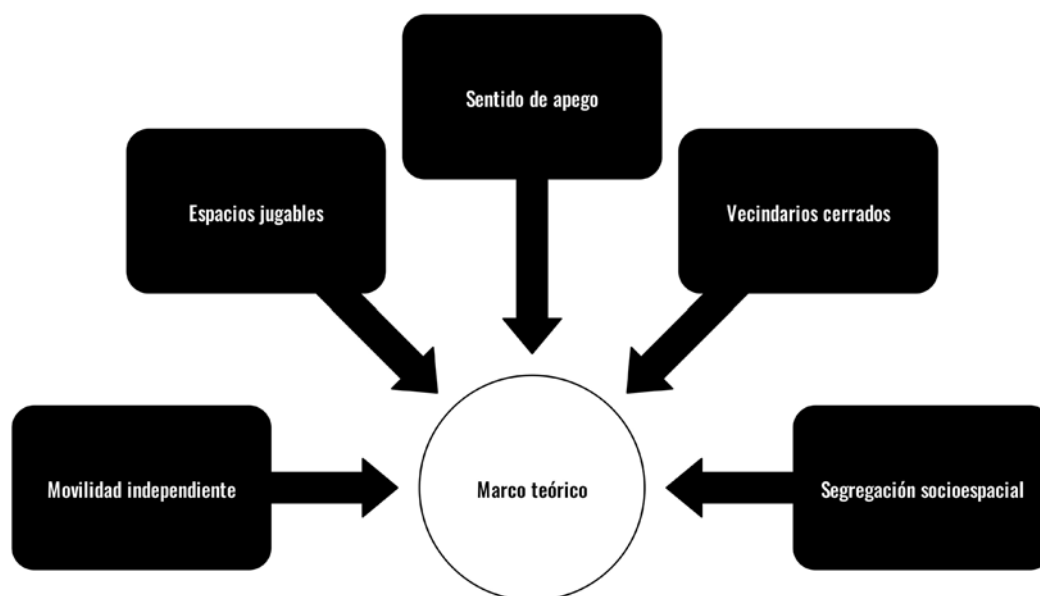 Sentido de apego
Espacios jugables
Vecindarios cerrados
Movilidad independiente
Marco teórico
Segregación socioespacial